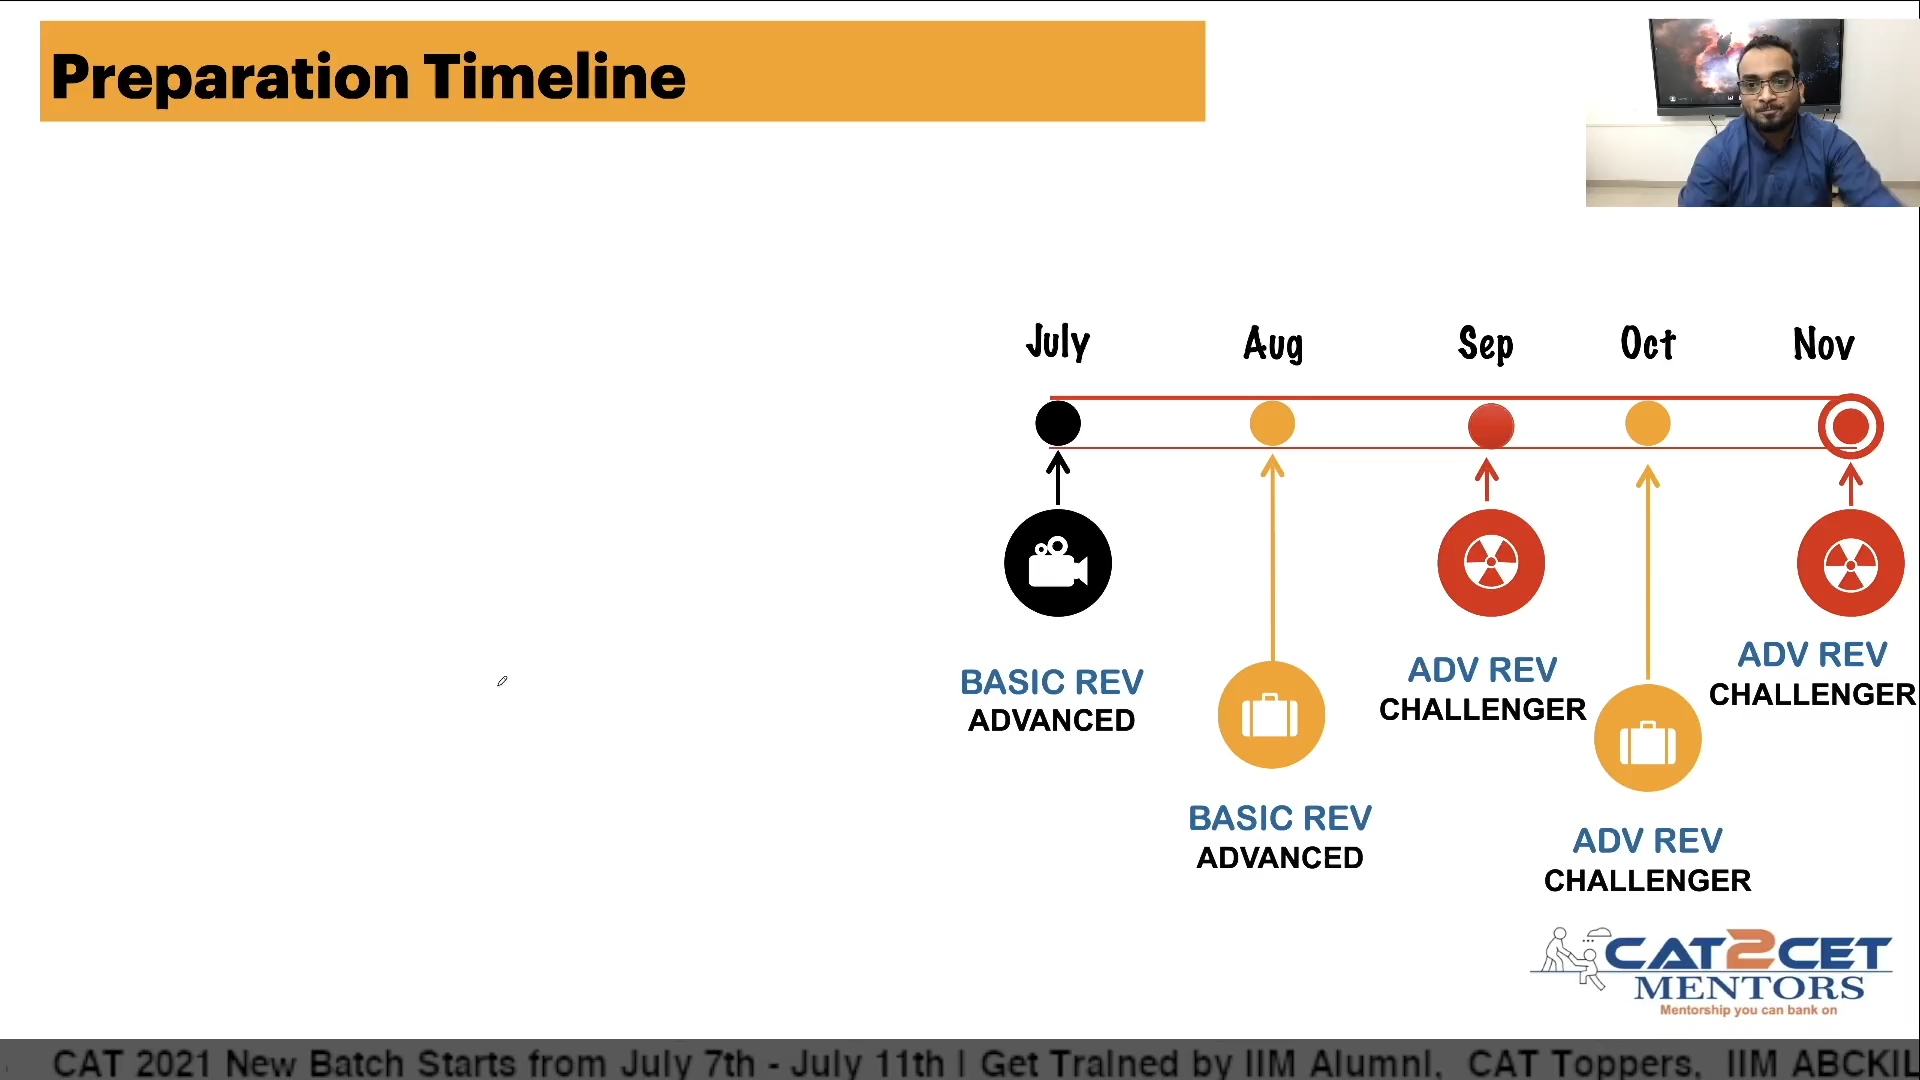 Preparation Timeline
July Aug Sep Oct Nov
BASIC REV
ADVANCED
BASIC REV
ADVANCED
ADV REV
CHALLENGER
ADV REV
CHALLENGER
ADV REV
CHALLENGER
CAT2CET
MENTORS
Mentorship you can bank on
CAT 2021 New Batch Starts from July 7th - July 11th | Get Trained by IIM Alumni, CAT Toppers, IIM ABCKIL